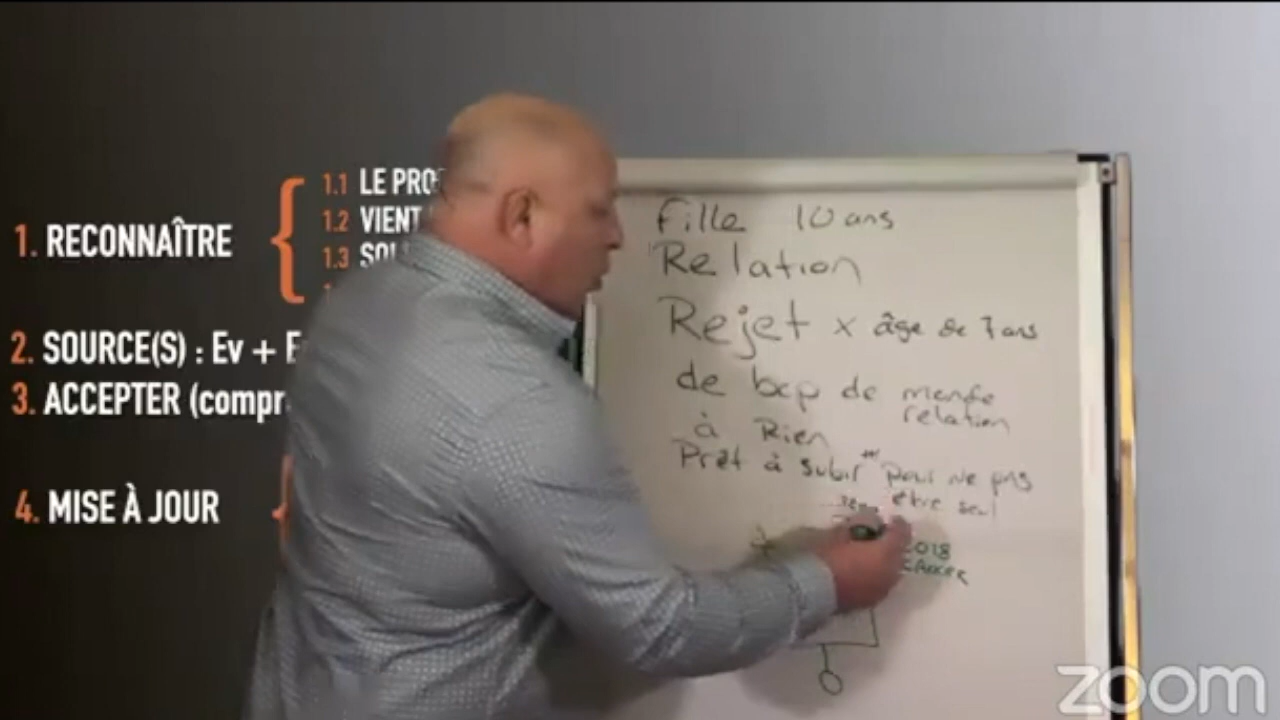 1. RECONNAÎTRE
1.1 LE PRO
1.2 VIENT
1.3 SOL
2. SOURCE(S) : Ev +
3. ACCEPTER (compr
4. MISE À JOUR
Fille 10 ans
Relation
Rejet x âge de 7 ans
de bcp de monde
relation
à Rien
Prêt à subir pour ne pas
être seul
2018
CANCER
zoom